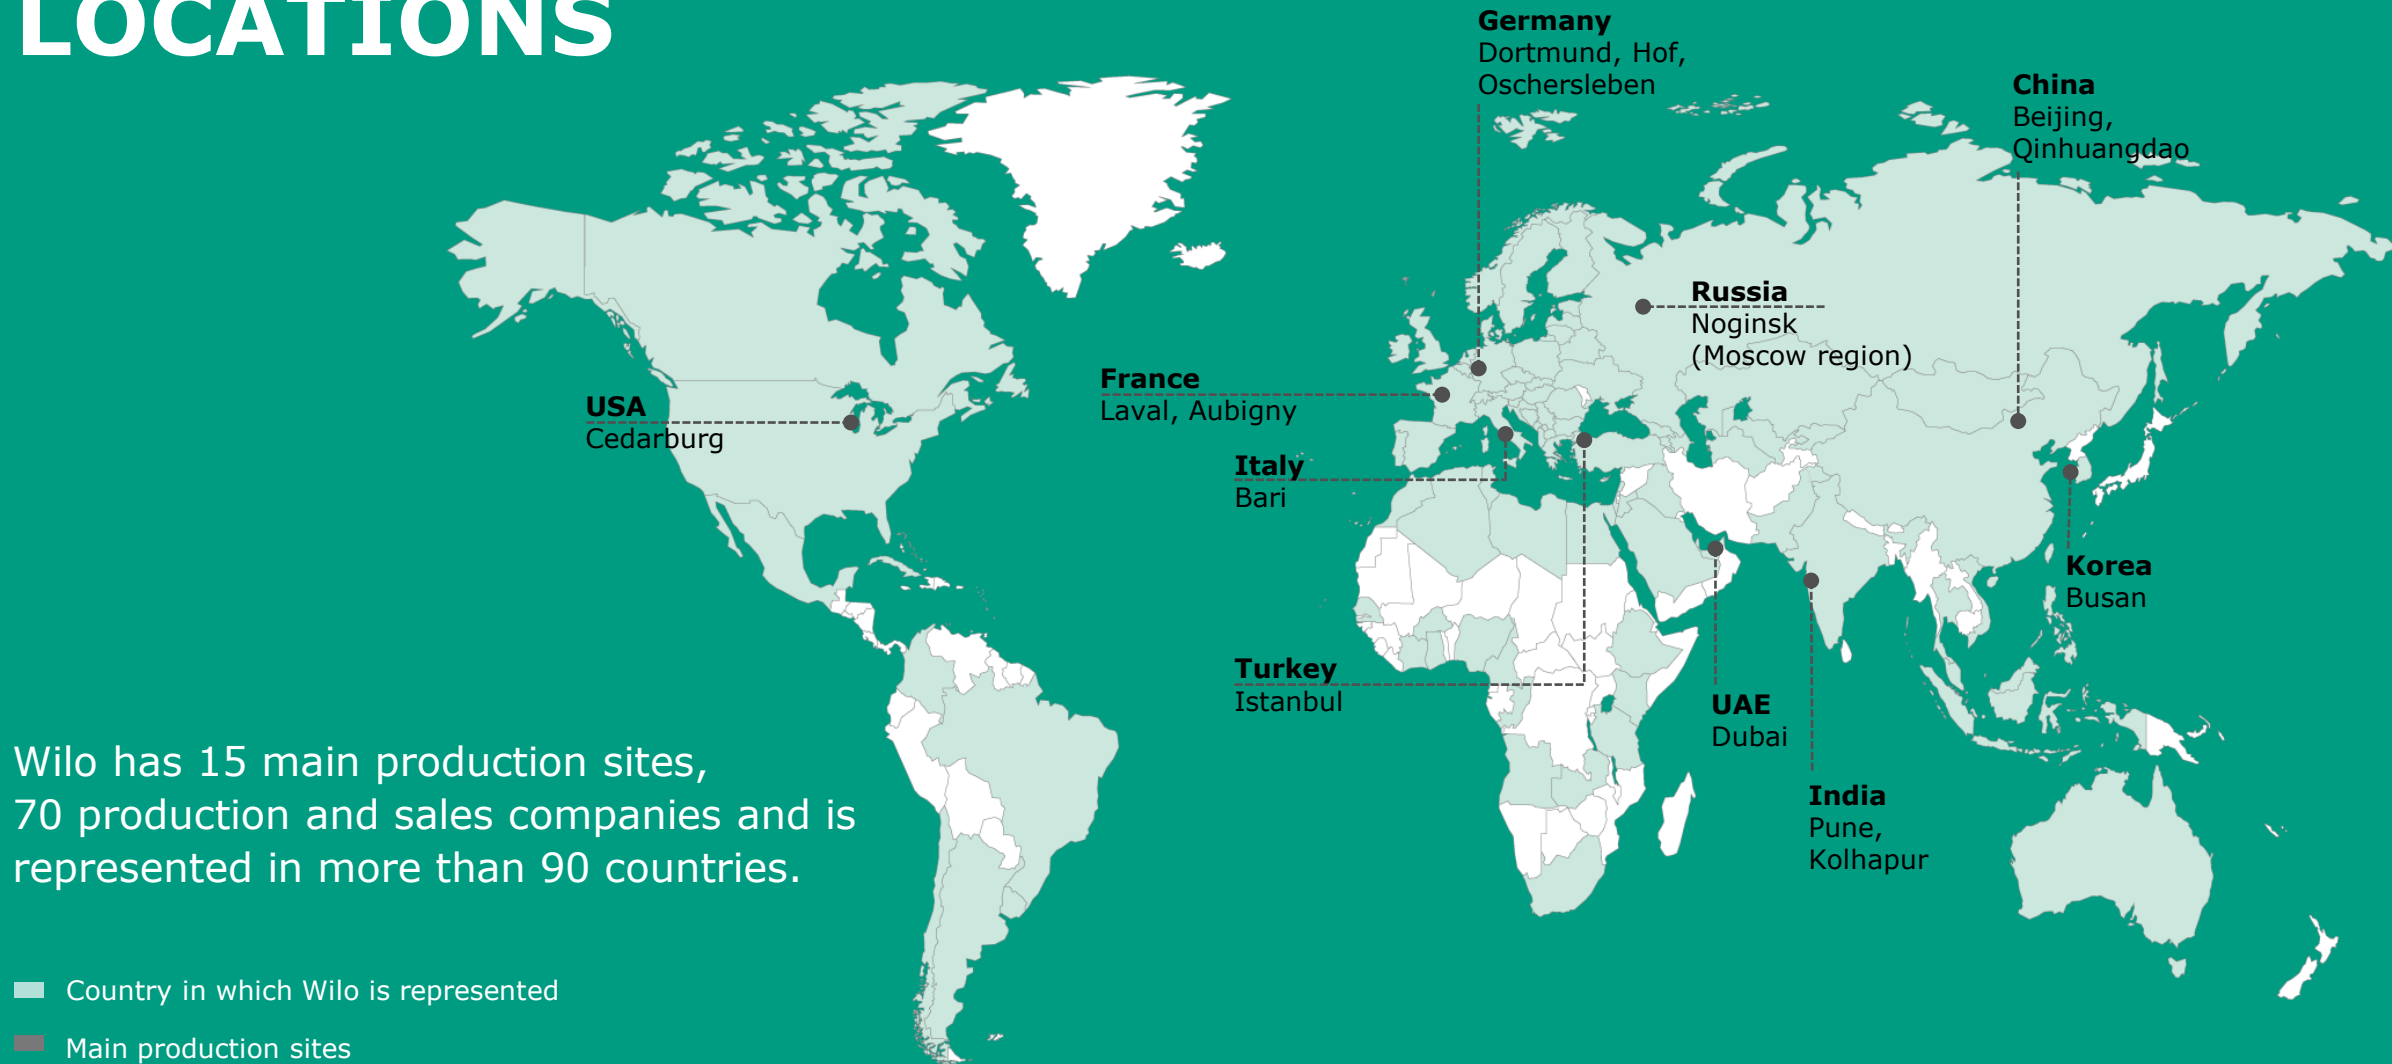 LOCATIONS
Germany
Dortmund, Hof,
Oschersleben
China
Beijing,
Qinhuangdao
Russia
Noginsk
(Moscow region)
France
Laval, Aubigny
USA
Cedarburg
Italy
Bari
Korea
Busan
Turkey
Istanbul
UAE
Dubai
India
Pune,
Kolhapur
Wilo has 15 main production sites,
70 production and sales companies and is
represented in more than 90 countries.
Country in which Wilo is represented
Main production sites